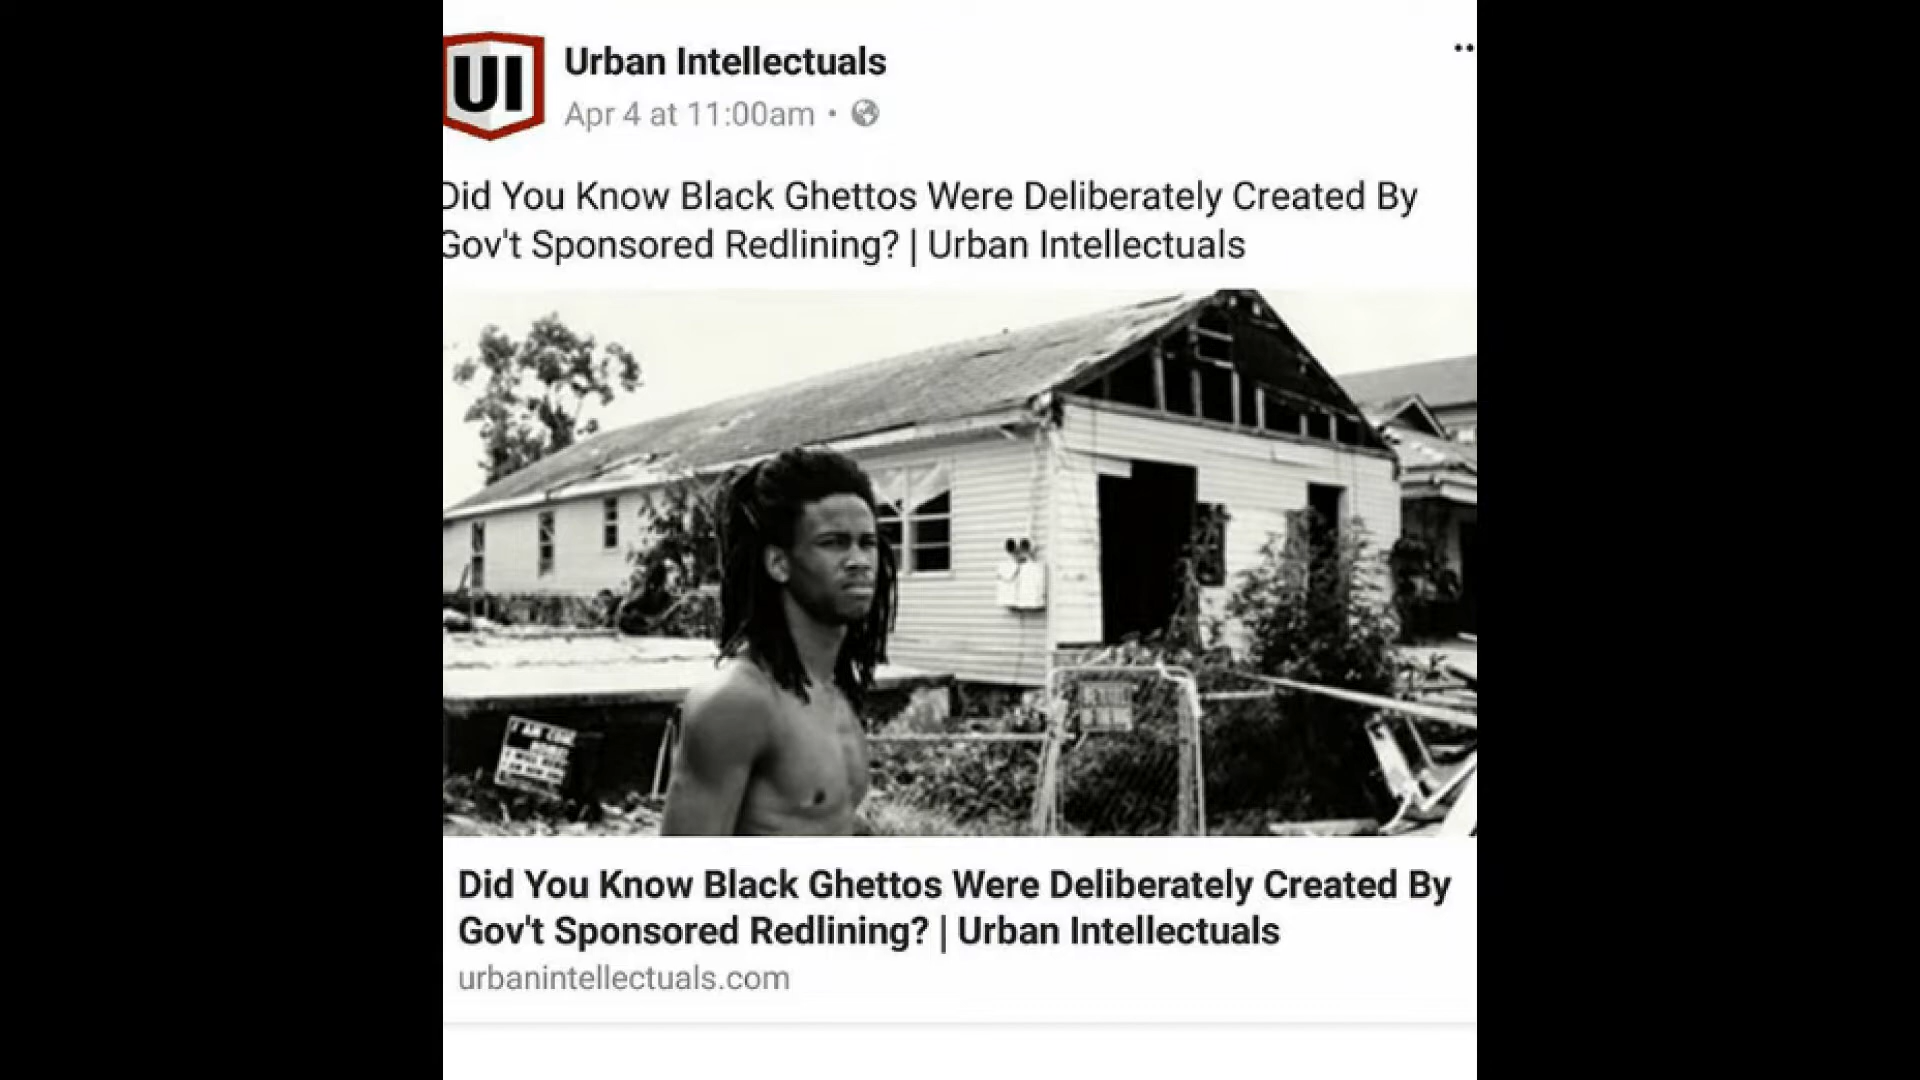 UI
Urban Intellectuals
Apr 4 at 11:00am •
Did You Know Black Ghettos Were Deliberately Created By
Gov't Sponsored Redlining? | Urban Intellectuals
I AM
Did You Know Black Ghettos Were Deliberately Created By
Gov't Sponsored Redlining? | Urban Intellectuals
urbanintellectuals.com